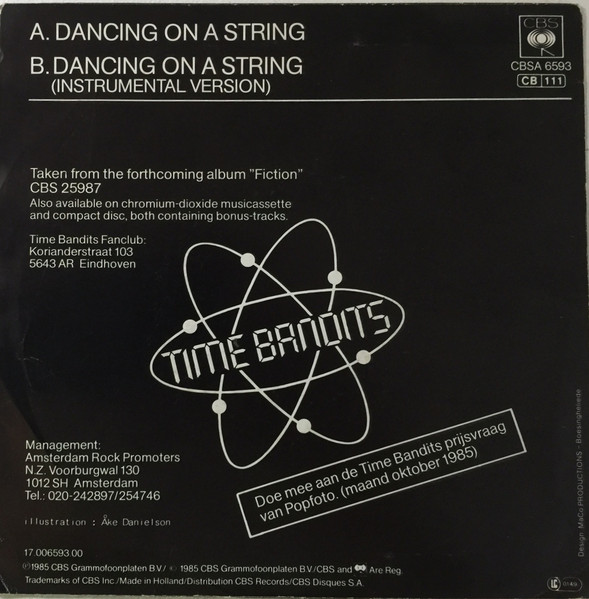 A. DANCING ON A STRING
B. DANCING ON A STRING
(INSTRUMENTAL VERSION)
CBS
CBSA 6593
CB 111
Taken from the forthcoming album "Fiction"
CBS 25987
Also available on chromium-dioxide musicassette
and compact disc, both containing bonus-tracks.
Time Bandits Fanclub:
Korianderstraat 103
5643 AR Eindhoven
TIME BANDITS
Management:
Amsterdam Rock Promoters
N.Z. Voorburgwal 130
1012 SH Amsterdam
Tel.: 020-242897/254746
Doe mee aan de Time Bandits prijsvraag
van Popfoto. (maand oktober 1985)
illustration : Åke Danielson
Design: MaCo PRODUCTIONS - Boesingheliede
17.006593.00
℗ 1985 CBS Grammofoonplaten B.V./ © 1985 CBS Grammofoonplaten B.V./CBS and Are Reg.
Trademarks of CBS Inc./Made in Holland/Distribution CBS Records/CBS Disques S.A.
LC